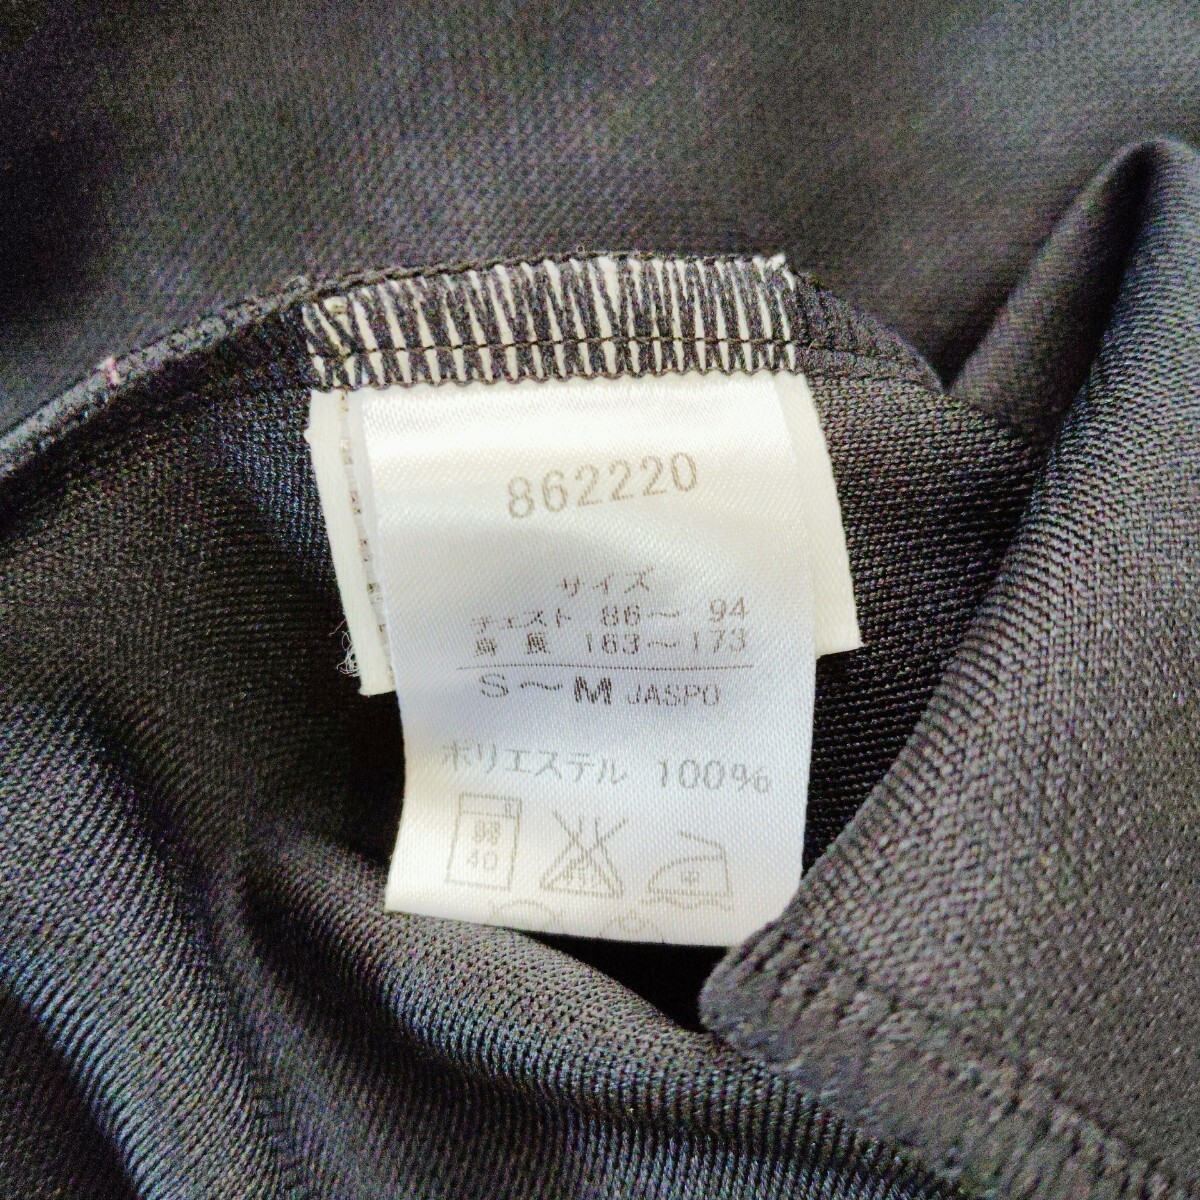 862220
サイズ
チェスト 86～ 94
身長 163～173
S～M JASPO
ポリエステル 100%
40